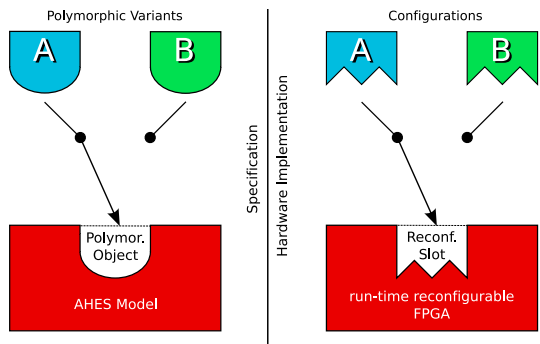 Polymorphic Variants
A
B
Polymor.
Object
AHES Model
Specification
Hardware Implementation
Configurations
A
B
Reconf.
Slot
run-time reconfigurable
FPGA